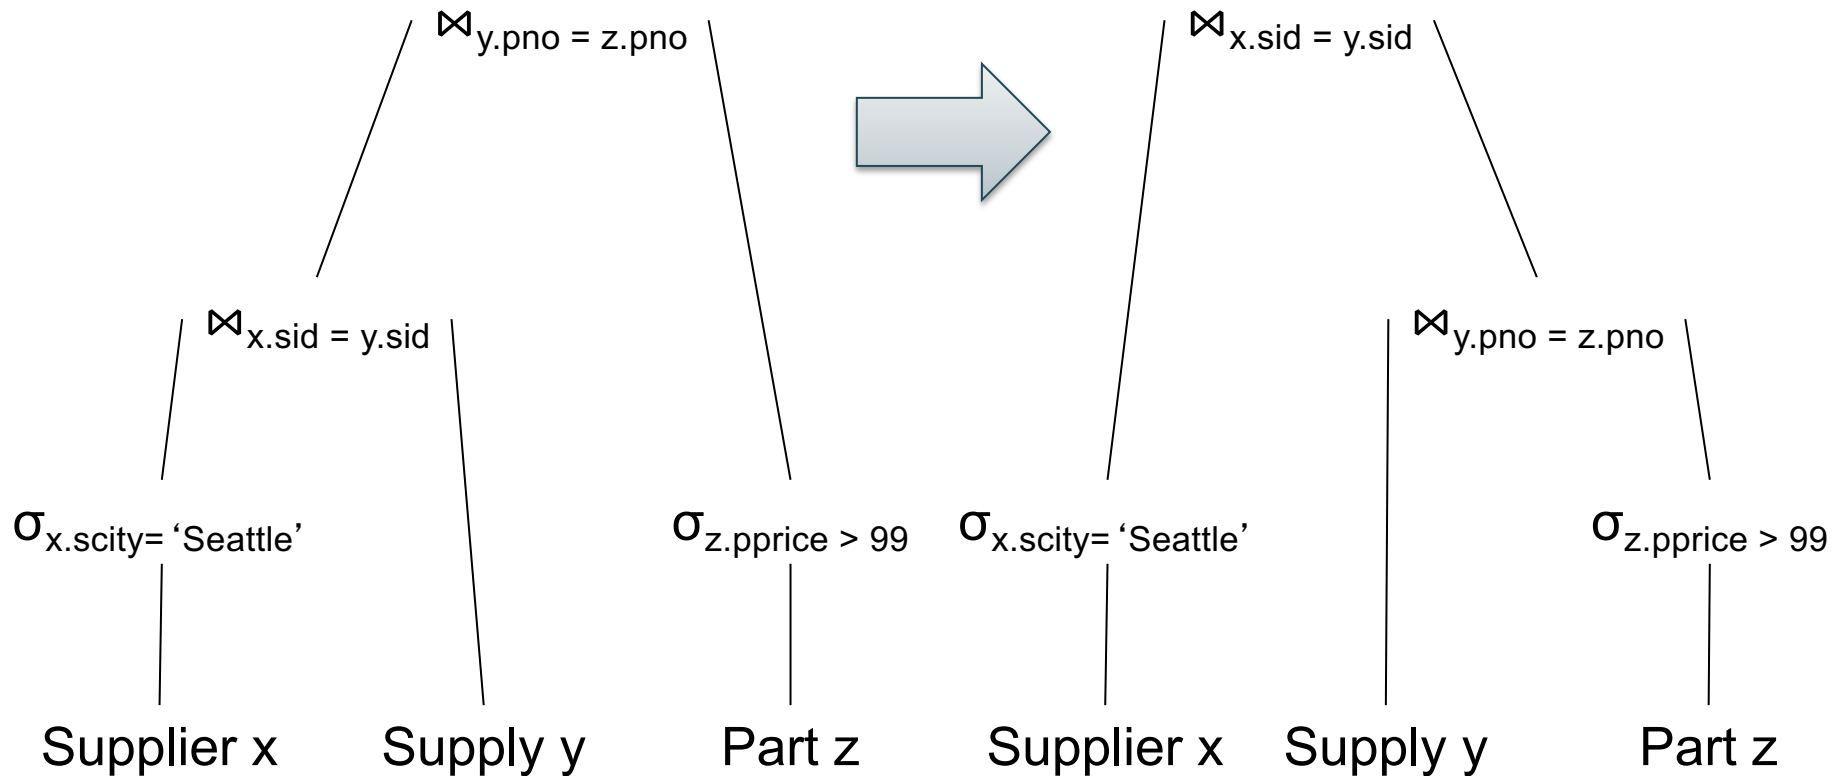 ⋈y.pno = z.pno
⋈x.sid = y.sid
⋈x.sid = y.sid
⋈y.pno = z.pno
σx.scity= ‘Seattle’
σz.pprice > 99
σx.scity= ‘Seattle’
σz.pprice > 99
Supplier x
Supply y
Part z
Supplier x
Supply y
Part z